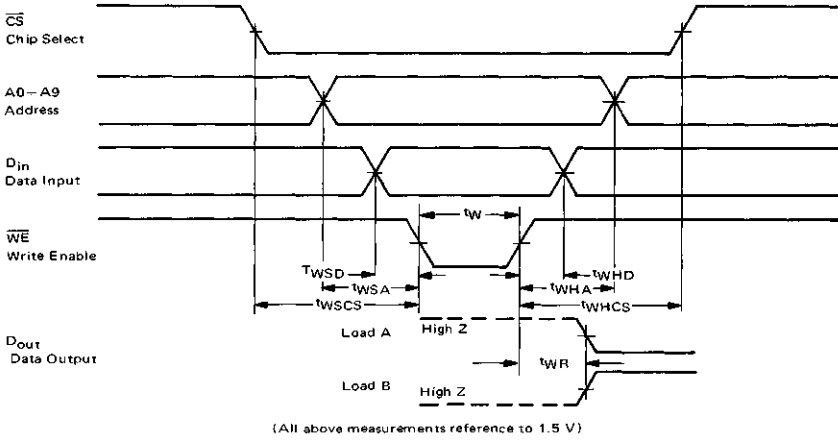 CS
Chip Select
A0–A9
Address
Din
Data Input
tW
WE
Write Enable
TWSD
tWHD
tWSA
tWHA
tWSCS
tWHCS
Load A
High Z
Dout
Data Output
tWR
Load B
High Z
(All above measurements reference to 1.5 V)